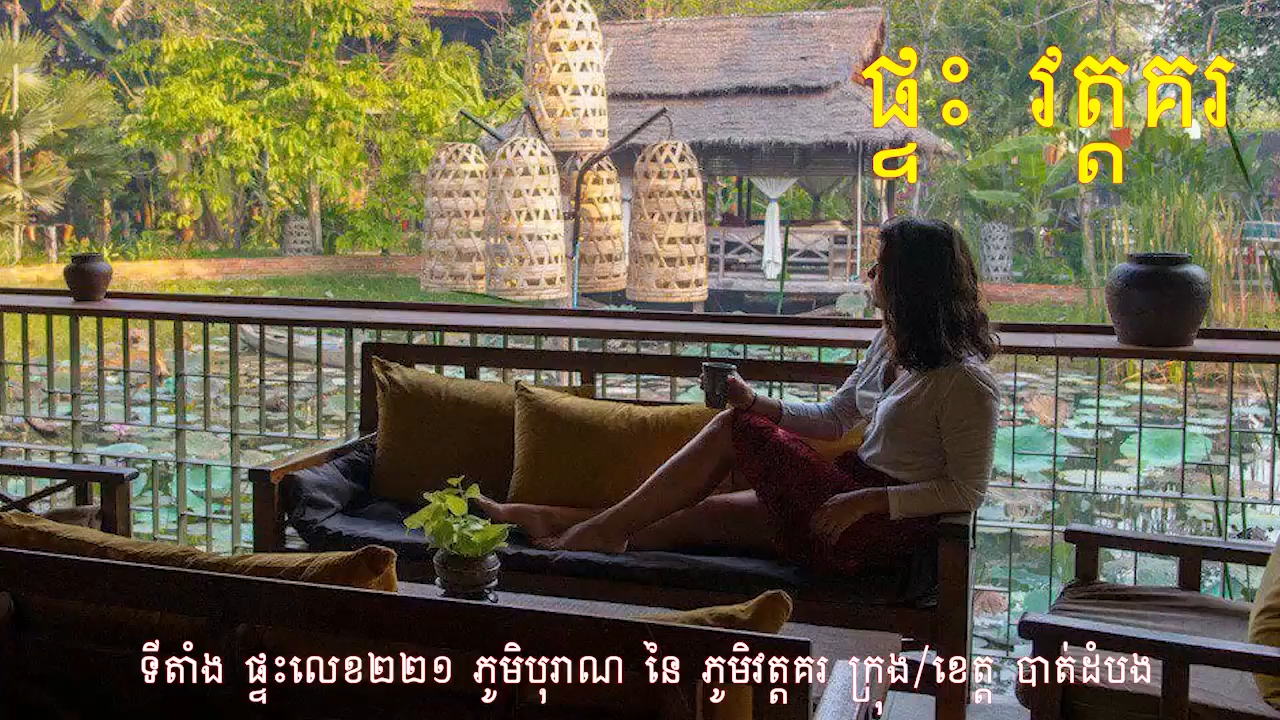 ផ្ទះ វត្តគរ
ទីតាំង ផ្ទះលេខ២២១ ភូមិបុរាណ នៃ ភូមិវត្តគរ ក្រុង/ខេត្ត បាត់ដំបង